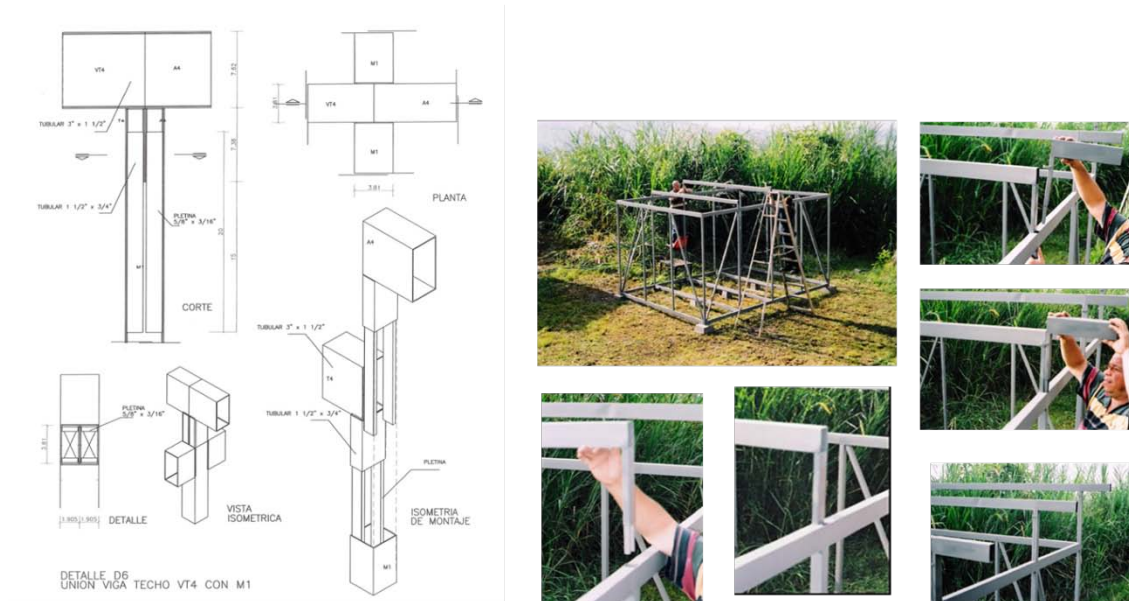 VT4
A4
7.62
TUBULAR 3" x 1 1/2"
T4
7.38
TUBULAR 1 1/2" x 3/4"
PLETINA
5/8" x 3/16"
20
15
M1
CORTE
M1
VT4
A4
M1
3.81
PLANTA
A4
TUBULAR 3" x 1 1/2"
T4
TUBULAR 1 1/2" x 3/4"
PLETINA
M1
ISOMETRIA
DE MONTAJE
PLETINA
5/8" x 3/16"
3.81
1.905 1.905
DETALLE
VISTA
ISOMETRICA
DETALLE D6
UNION VIGA TECHO VT4 CON M1